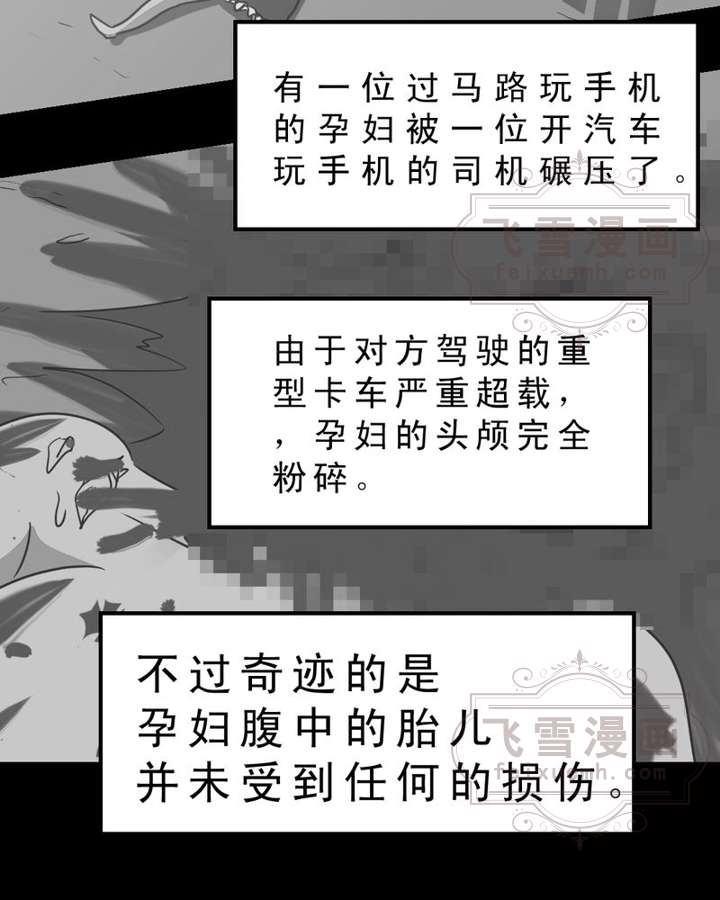 有一位过马路玩手机
的孕妇被一位开汽车
玩手机的司机碾压了。
飞雪漫画
feixuemh.com
由于对方驾驶的重
型卡车严重超载，
，孕妇的头颅完全
粉碎。
不过奇迹的是
孕妇腹中的胎儿
并未受到任何的损伤。
飞雪漫画
feixuemh.com